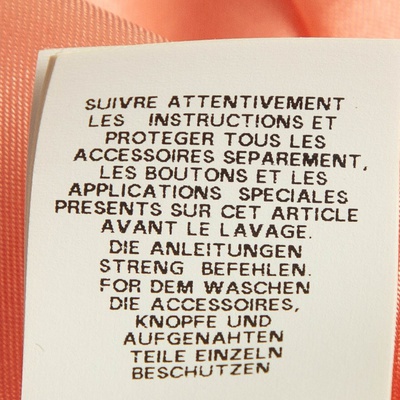 SUIVRE ATTENTIVEMENT
LES INSTRUCTIONS ET
PROTEGER TOUS LES
ACCESSOIRES SEPAREMENT,
LES BOUTONS ET LES
APPLICATIONS SPECIALES
PRESENTS SUR CET ARTICLE
AVANT LE LAVAGE.
DIE ANLEITUNGEN
STRENG BEFEHLEN.
FOR DEM WASCHEN
DIE ACCESSOIRES,
KNOPFE UND
AUFGENAHTEN
TEILE EINZELN
BESCHUTZEN